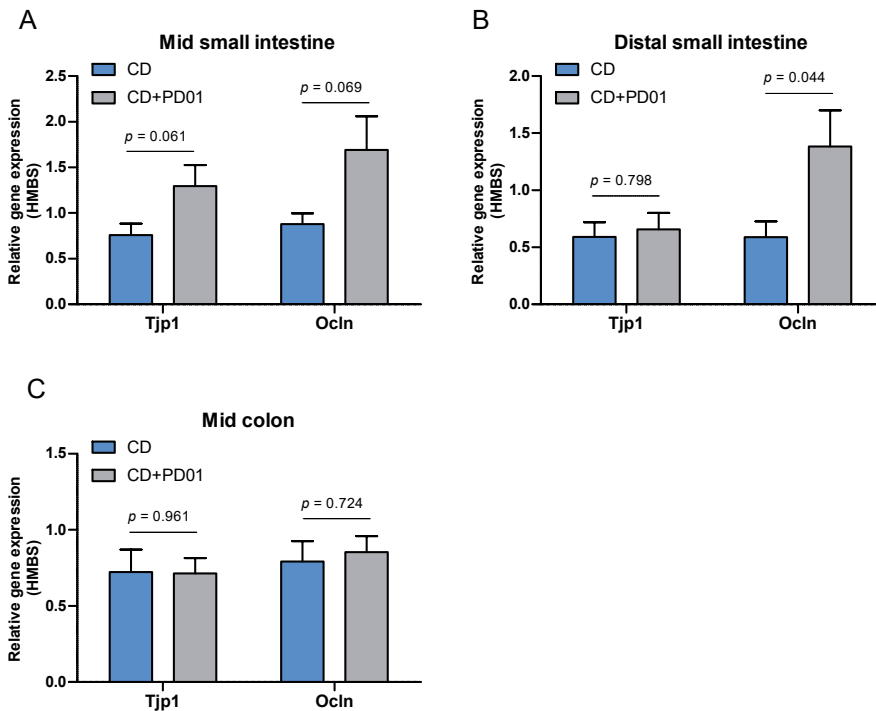 A
Mid small intestine
Relative gene expression
(HMBS)
2.5
2.0
1.5
1.0
0.5
0.0
CD
CD+PD01
p = 0.061
p = 0.069
Tjp1
Ocln
B
Distal small intestine
Relative gene expression
(HMBS)
2.0
1.5
1.0
0.5
0.0
CD
CD+PD01
p = 0.798
p = 0.044
Tjp1
Ocln
C
Mid colon
Relative gene expression
(HMBS)
1.5
1.0
0.5
0.0
CD
CD+PD01
p = 0.961
p = 0.724
Tjp1
Ocln